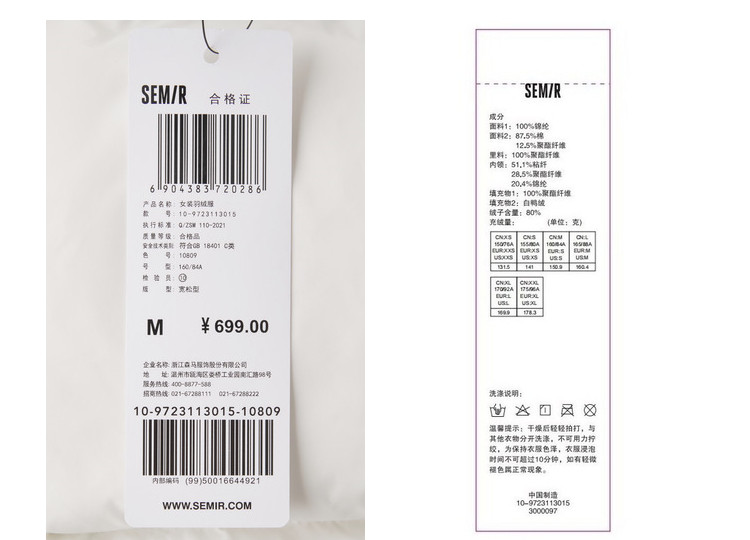 SEMIR 合格证
6 904383 720286
产品名称: 女装羽绒服
款 号: 10-9723113015
执行标准: Q/ZSM 110-2021
质量等级: 合格品
安全技术类别: 符合GB 18401 C类
色 号: 10809
号 型: 160/84A
检 验 员: ⑩
版 型: 宽松型
M ¥ 699.00
企业名称: 浙江森马服饰股份有限公司
地 址: 温州市瓯海区娄桥工业园南汇路98号
服务热线: 400-8877-588
招商热线: 021-67288111 021-67288222
10-9723113015-10809
内部编码 (99)50016644921
WWW.SEMIR.COM
SEMIR
成分
面料1: 100%锦纶
面料2: 87.5%棉
12.5%聚酯纤维
里料: 100%聚酯纤维
内领: 51.1%粘纤
28.5%聚酯纤维
20.4%锦纶
填充物1: 100%聚酯纤维
填充物2: 白鸭绒
绒子含量: 80%
充绒量: (单位: 克)
CN:XS CN:S CN:M CN:L
150/76A 155/80A 160/84A 165/88A
EUR:XXS EUR:XS EUR:S EUR:M
US:XXS US:XS US:S US:M
131.5 141 150.9 160.4
CN:XL CN:XXL
170/92A 175/96A
EUR:L EUR:XL
US:L US:XL
169.9 178.3
洗涤说明:
温馨提示: 干燥后轻轻拍打, 与
其他衣物分开洗涤, 不可用力拧
绞, 为保持衣服色泽, 衣服浸泡
时间不可超过10分钟, 如有轻微
褪色属正常现象。
中国制造
10-9723113015
3000097